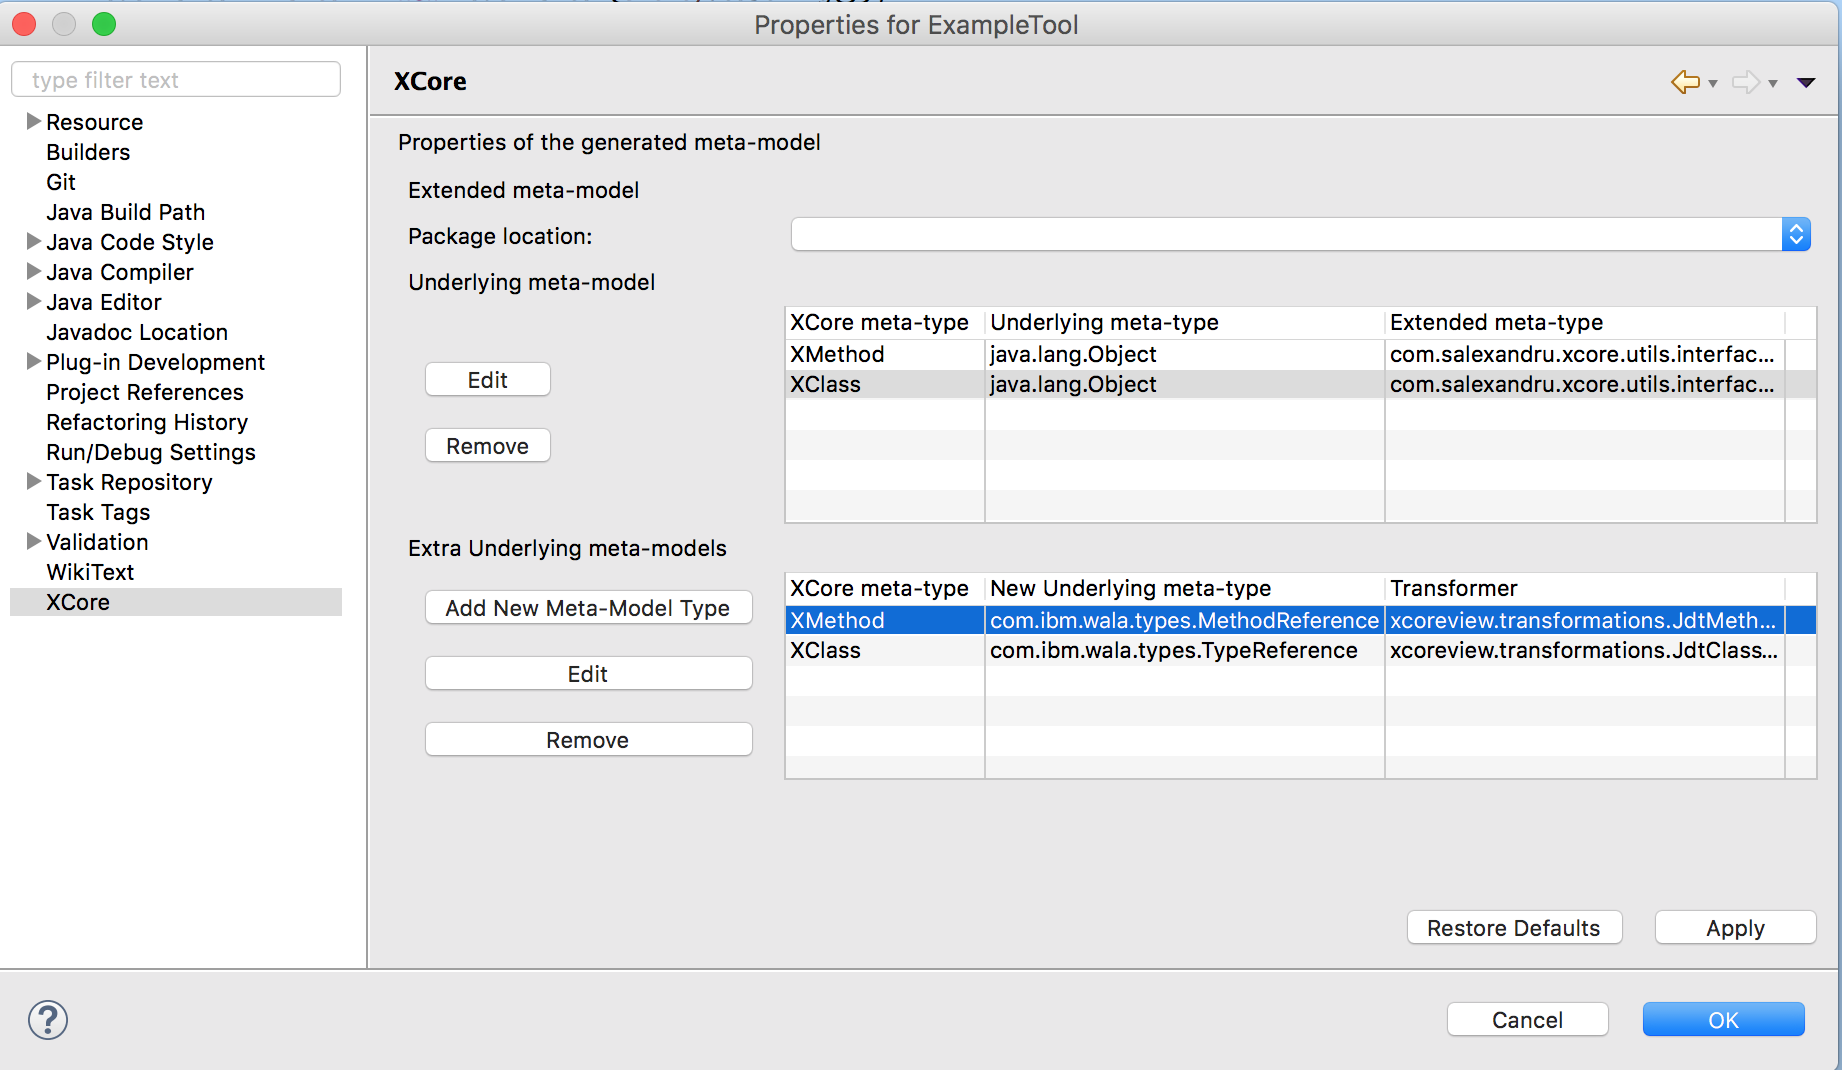 Properties for ExampleTool
type filter text
Resource
Builders
Git
Java Build Path
Java Code Style
Java Compiler
Java Editor
Javadoc Location
Plug-in Development
Project References
Refactoring History
Run/Debug Settings
Task Repository
Task Tags
Validation
WikiText
XCore
XCore
Properties of the generated meta-model
Extended meta-model
Package location:
Underlying meta-model
Edit
Remove
XCore meta-type Underlying meta-type Extended meta-type
XMethod java.lang.Object com.salexandru.xcore.utils.interfac...
XClass java.lang.Object com.salexandru.xcore.utils.interfac...
Extra Underlying meta-models
Add New Meta-Model Type
Edit
Remove
XCore meta-type New Underlying meta-type Transformer
XMethod com.ibm.wala.types.MethodReference xcoreview.transformations.JdtMeth...
XClass com.ibm.wala.types.TypeReference xcoreview.transformations.JdtClass...
Restore Defaults Apply
? Cancel OK